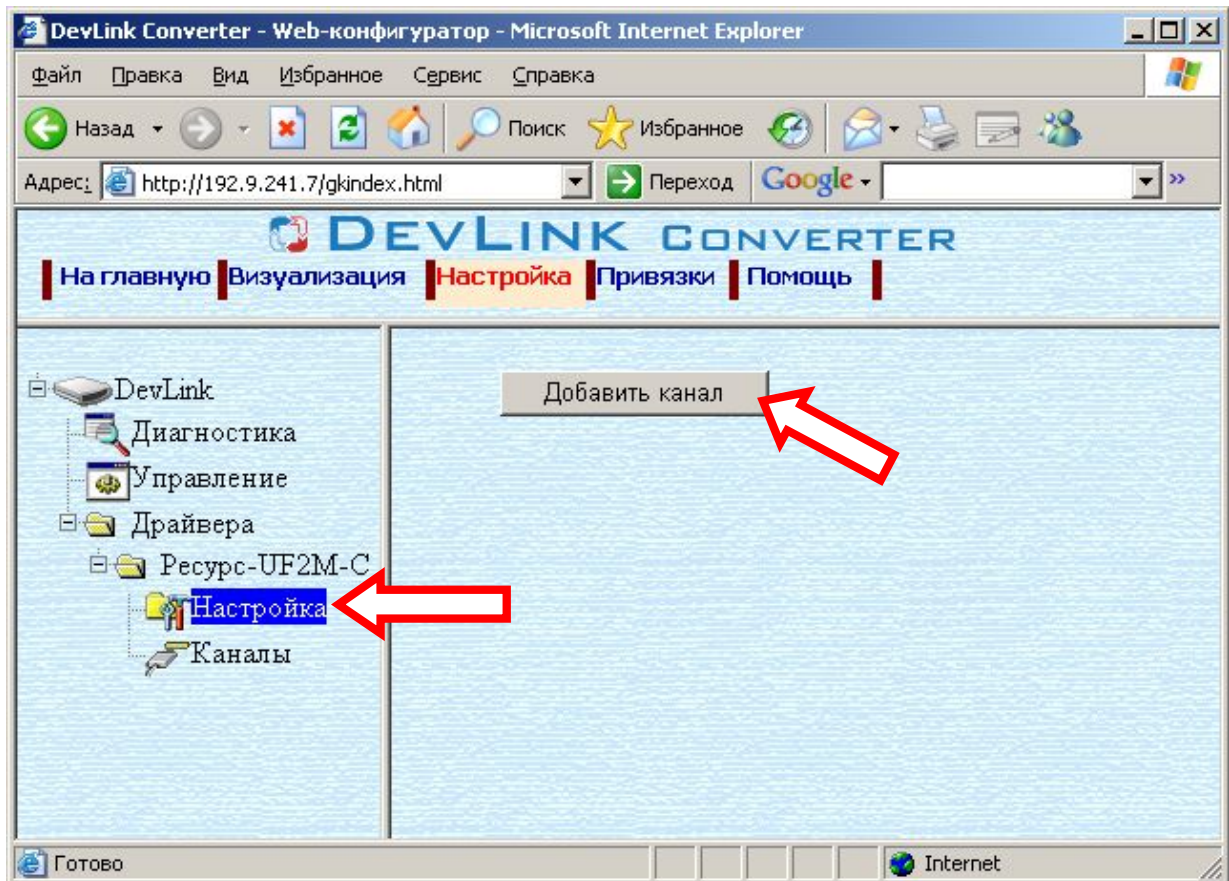 DevLink Converter - Web-конфигуратор - Microsoft Internet Explorer
Файл Правка Вид Избранное Сервис Справка
Назад Поиск Избранное
Адрес: http://192.9.241.7/gkindex.html Переход Google
DEVLINK CONVERTER
На главную Визуализация Настройка Привязки Помощь
DevLink
Добавить канал
Диагностика
Управление
Драйвера
Ресурс-UF2M-C
Настройка
Каналы
Готово Internet